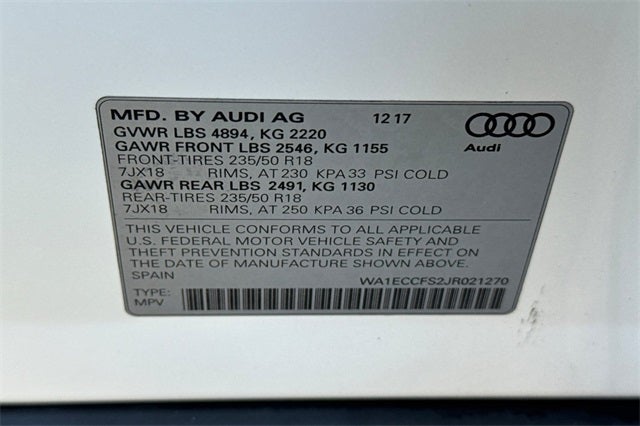 MFD. BY AUDI AG 12 17
GVWR LBS 4894, KG 2220
GAWR FRONT LBS 2546, KG 1155
FRONT-TIRES 235/50 R18
7JX18 RIMS, AT 230 KPA 33 PSI COLD
GAWR REAR LBS 2491, KG 1130
REAR-TIRES 235/50 R18
7JX18 RIMS, AT 250 KPA 36 PSI COLD
Audi
THIS VEHICLE CONFORMS TO ALL APPLICABLE
U.S. FEDERAL MOTOR VEHICLE SAFETY AND
THEFT PREVENTION STANDARDS IN EFFECT ON
THE DATE OF MANUFACTURE SHOWN ABOVE.
SPAIN WA1ECCFS2JR021270
TYPE:
MPV